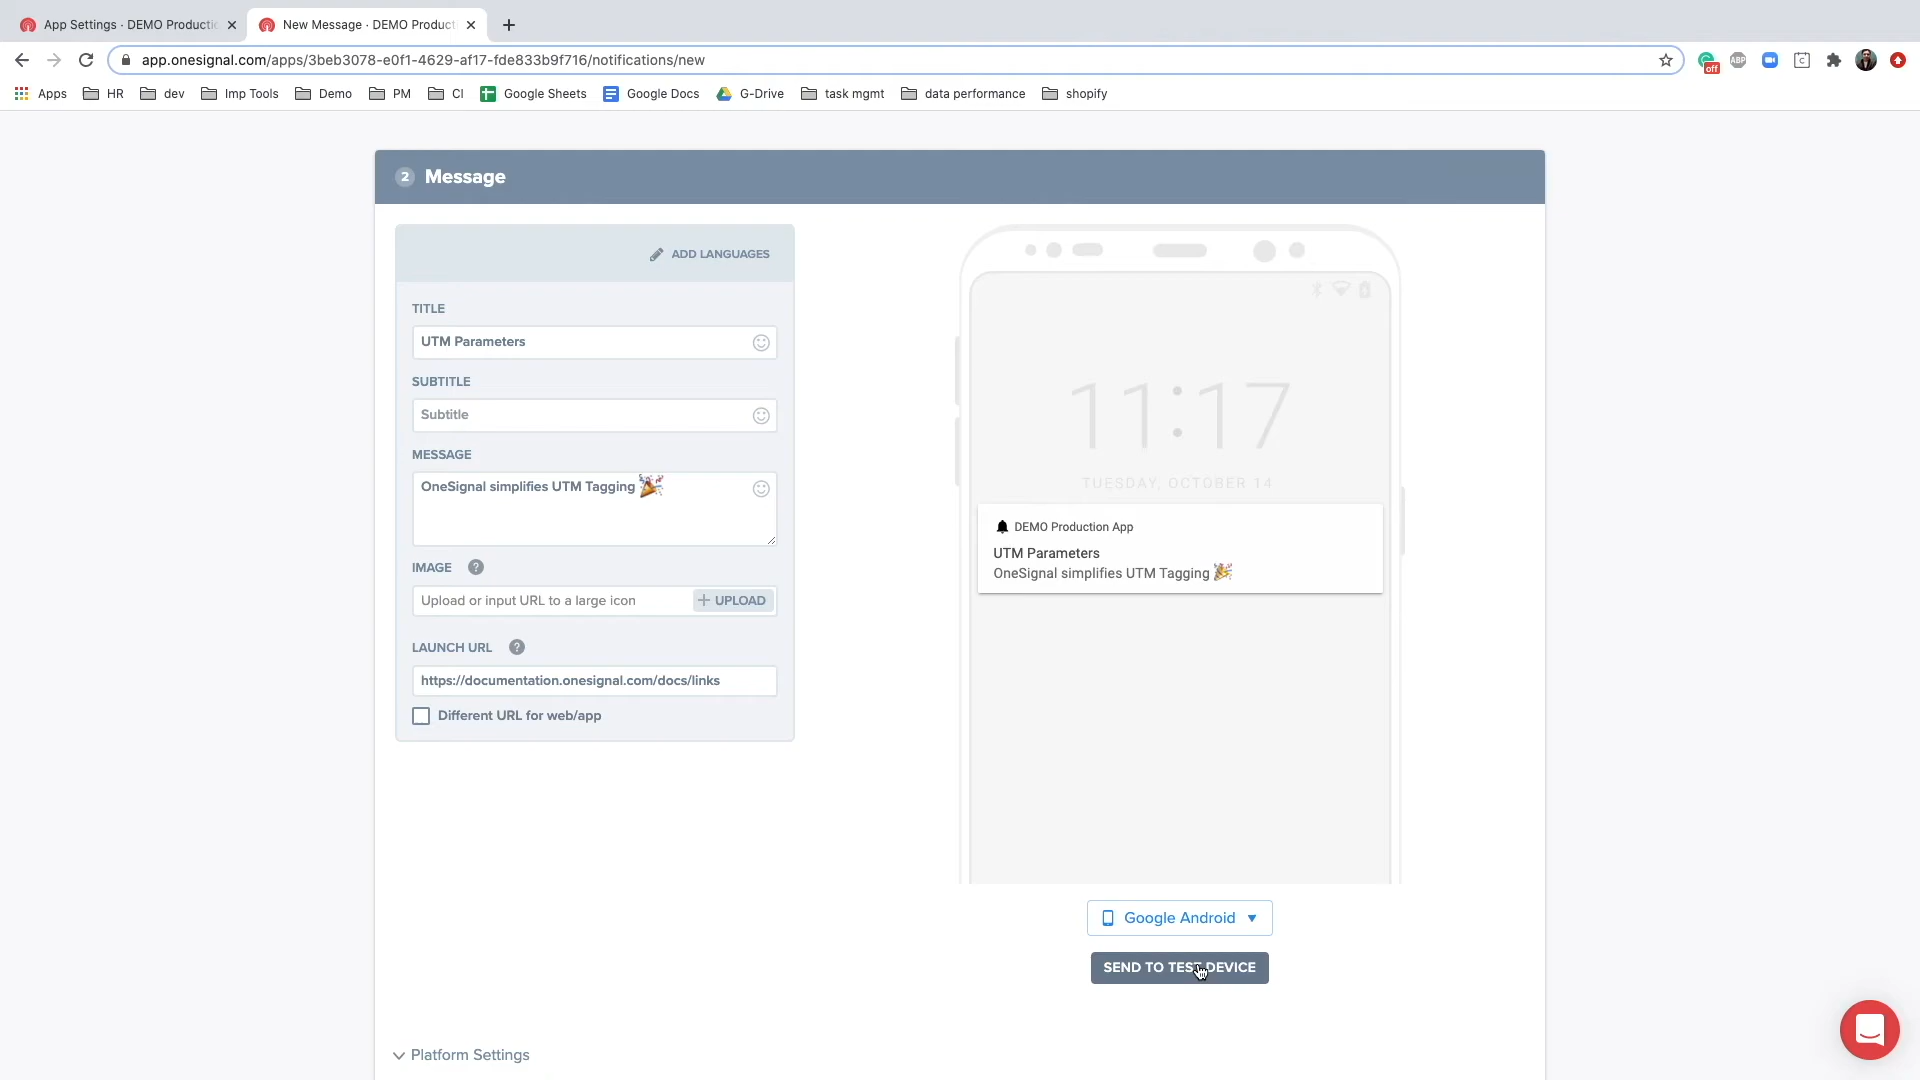 App Settings · DEMO Productio
New Message · DEMO Product
app.onesignal.com/apps/3beb3078-e0f1-4629-af17-fde833b9f716/notifications/new
off
ABP
C
Apps
HR
dev
Imp Tools
Demo
PM
CI
Google Sheets
Google Docs
G-Drive
task mgmt
data performance
shopify
2 Message
ADD LANGUAGES
TITLE
UTM Parameters
SUBTITLE
Subtitle
MESSAGE
OneSignal simplifies UTM Tagging 🎉
IMAGE ?
Upload or input URL to a large icon
+ UPLOAD
LAUNCH URL ?
https://documentation.onesignal.com/docs/links
Different URL for web/app
11:17
TUESDAY, OCTOBER 14
DEMO Production App
UTM Parameters
OneSignal simplifies UTM Tagging 🎉
Google Android
SEND TO TEST DEVICE
Platform Settings